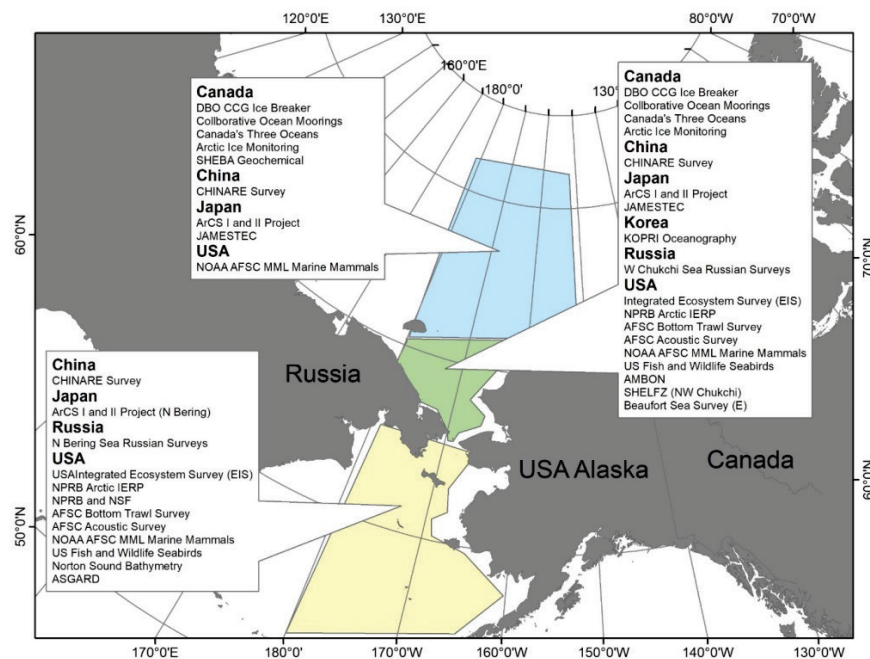 120°0'E
130°0'E
80°0'W
70°0'W
160°0'E
180°0'
130°
60°0'N
50°0'N
70°0'N
60°0'N
Canada
DBO CCG Ice Breaker
Collborative Ocean Moorings
Canada's Three Oceans
Arctic Ice Monitoring
SHEBA Geochemical
China
CHINARE Survey
Japan
ArCS I and II Project
JAMESTEC
USA
NOAA AFSC MML Marine Mammals
Canada
DBO CCG Ice Breaker
Collborative Ocean Moorings
Canada's Three Oceans
Arctic Ice Monitoring
China
CHINARE Survey
Japan
ArCS I and II Project
JAMESTEC
Korea
KOPRI Oceanography
Russia
W Chukchi Sea Russian Surveys
USA
Integrated Ecosystem Survey (EIS)
NPRB Arctic IERP
AFSC Bottom Trawl Survey
AFSC Acoustic Survey
NOAA AFSC MML Marine Mammals
US Fish and Wildlife Seabirds
AMBON
SHELFZ (NW Chukchi)
Beaufort Sea Survey (E)
China
CHINARE Survey
Japan
ArCS I and II Project (N Bering)
Russia
N Bering Sea Russian Surveys
USA
USAIntegrated Ecosystem Survey (EIS)
NPRB Arctic IERP
NPRB and NSF
AFSC Bottom Trawl Survey
AFSC Acoustic Survey
NOAA AFSC MML Marine Mammals
US Fish and Wildlife Seabirds
Norton Sound Bathymetry
ASGARD
Russia
USA Alaska
Canada
170°0'E
180°0'
170°0'W
160°0'W
150°0'W
140°0'W
130°0'W